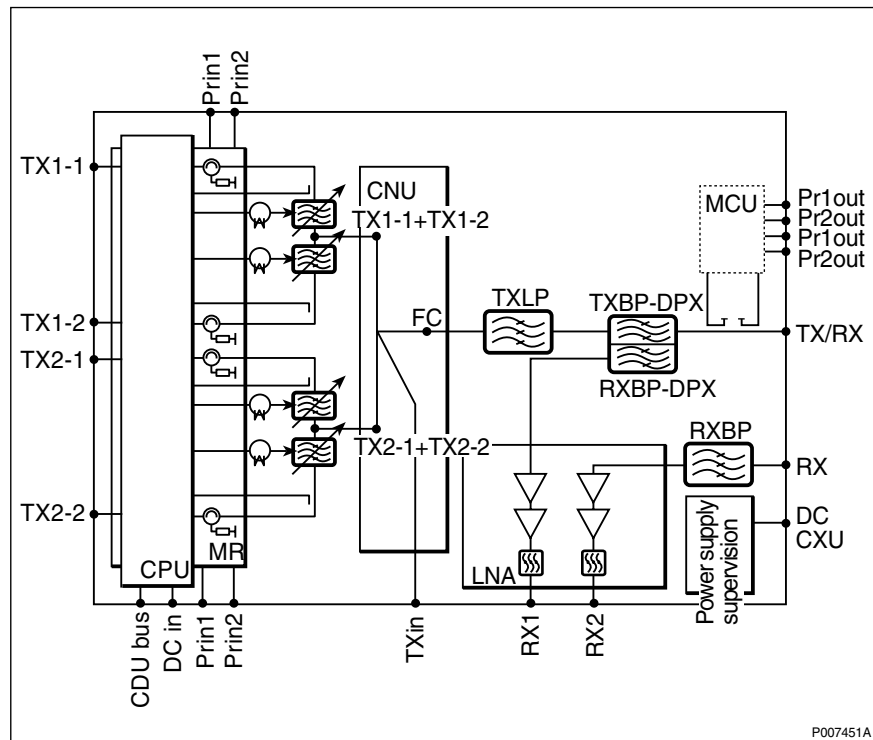 Prin1
Prin2
TX1-1
TX1-2
TX2-1
TX2-2
CNU
TX1-1+TX1-2
FC
TX2-1+TX2-2
TXLP
TXBP-DPX
RXBP-DPX
MCU
Pr1out
Pr2out
Pr1out
Pr2out
TX/RX
RXBP
RX
DC
CXU
Power supply
supervision
LNA
MR
CPU
CDU bus
DC in
Prin1
Prin2
TXin
RX1
RX2
P007451A